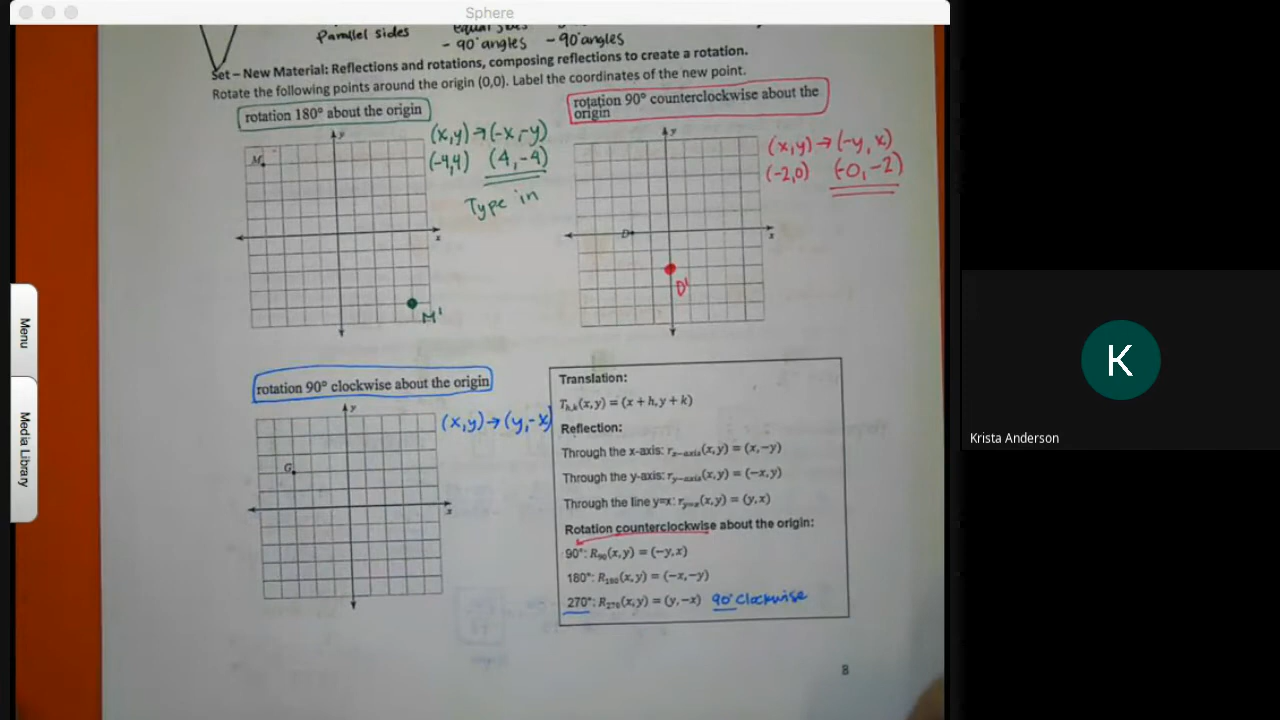 Sphere
Parallel sides
equal sides
- 90° angles - 90° angles
Set – New Material: Reflections and rotations, composing reflections to create a rotation.
Rotate the following points around the origin (0,0). Label the coordinates of the new point.
rotation 180° about the origin
(x,y)→(-x,-y)
(-4,4) (4,-4)
Type in
y
M
x
M'
rotation 90° counterclockwise about the
origin
(x,y)→(-y,x)
(-2,0) (-0,-2)
y
D
x
D'
rotation 90° clockwise about the origin
(x,y)→(y,-x)
y
G
x
Translation:
Tₕ,ₖ(x,y) = (x + h, y + k)
Reflection:
Through the x-axis: rₓ₋ₐₓᵢₛ(x,y) = (x,−y)
Through the y-axis: r_y−axis(x,y) = (−x,y)
Through the line y=x: r_y=x(x,y) = (y,x)
Rotation counterclockwise about the origin:
90°: R₉₀(x,y) = (−y,x)
180°: R₁₈₀(x,y) = (−x,−y)
270°: R₂₇₀(x,y) = (y,−x) 90° Clockwise
8
Menu
Media Library
K
Krista Anderson